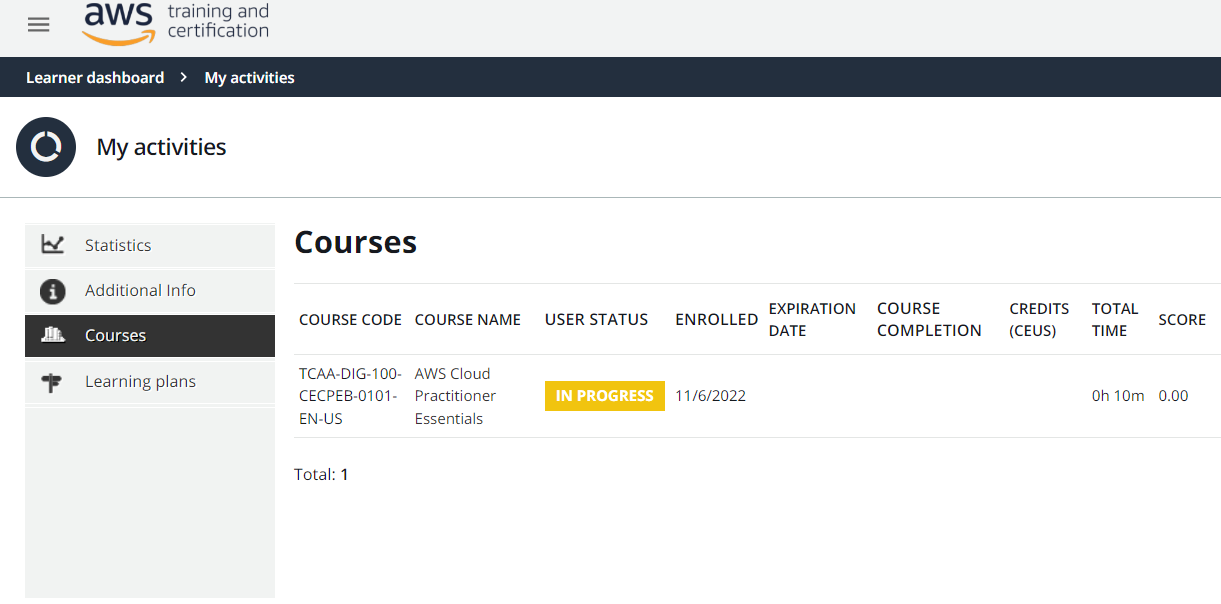 aws training and
certification
Learner dashboard > My activities
My activities
Statistics
Additional Info
Courses
Learning plans
Courses
COURSE CODE COURSE NAME USER STATUS ENROLLED EXPIRATION DATE COURSE COMPLETION CREDITS (CEUS) TOTAL TIME SCORE
TCAA-DIG-100- AWS Cloud
CECPEB-0101- Practitioner IN PROGRESS 11/6/2022 0h 10m 0.00
EN-US Essentials
Total: 1